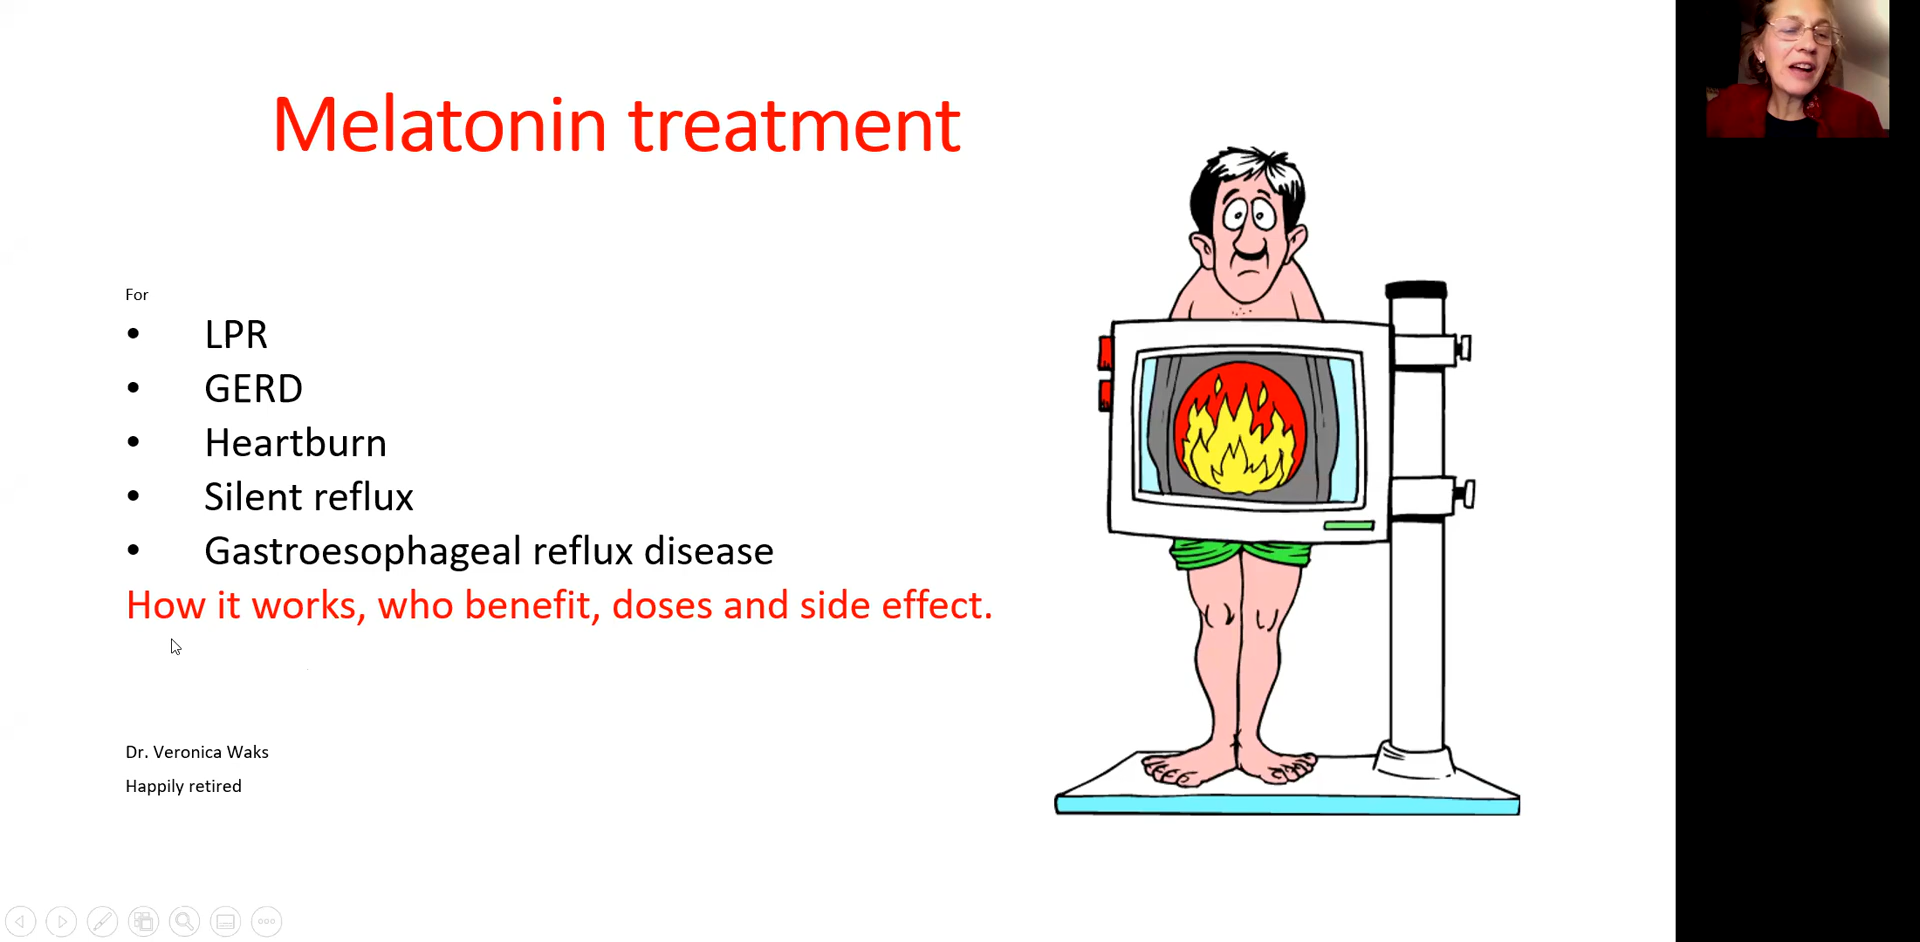 Melatonin treatment
For
• LPR
• GERD
• Heartburn
• Silent reflux
• Gastroesophageal reflux disease
How it works, who benefit, doses and side effect.
Dr. Veronica Waks
Happily retired